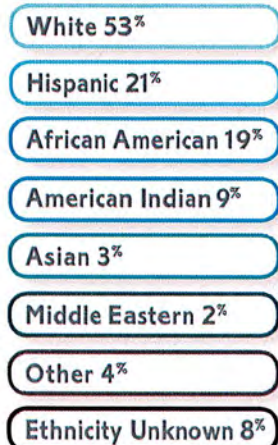 White 53%
Hispanic 21%
African American 19%
American Indian 9%
Asian 3%
Middle Eastern 2%
Other 4%
Ethnicity Unknown 8%